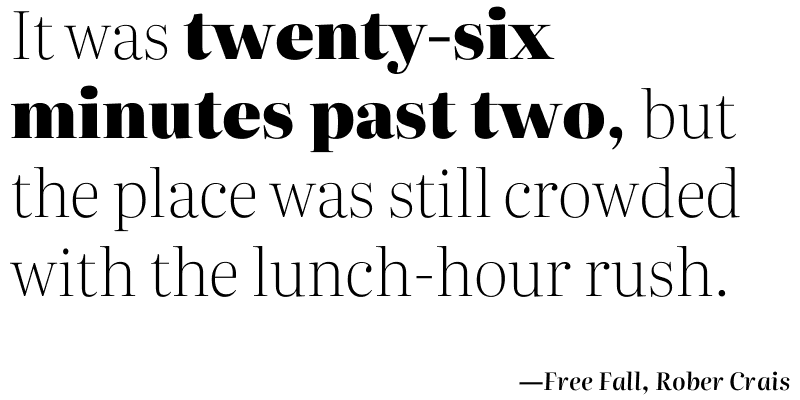 It was twenty-six
minutes past two, but
the place was still crowded
with the lunch-hour rush.
—Free Fall, Rober Crais